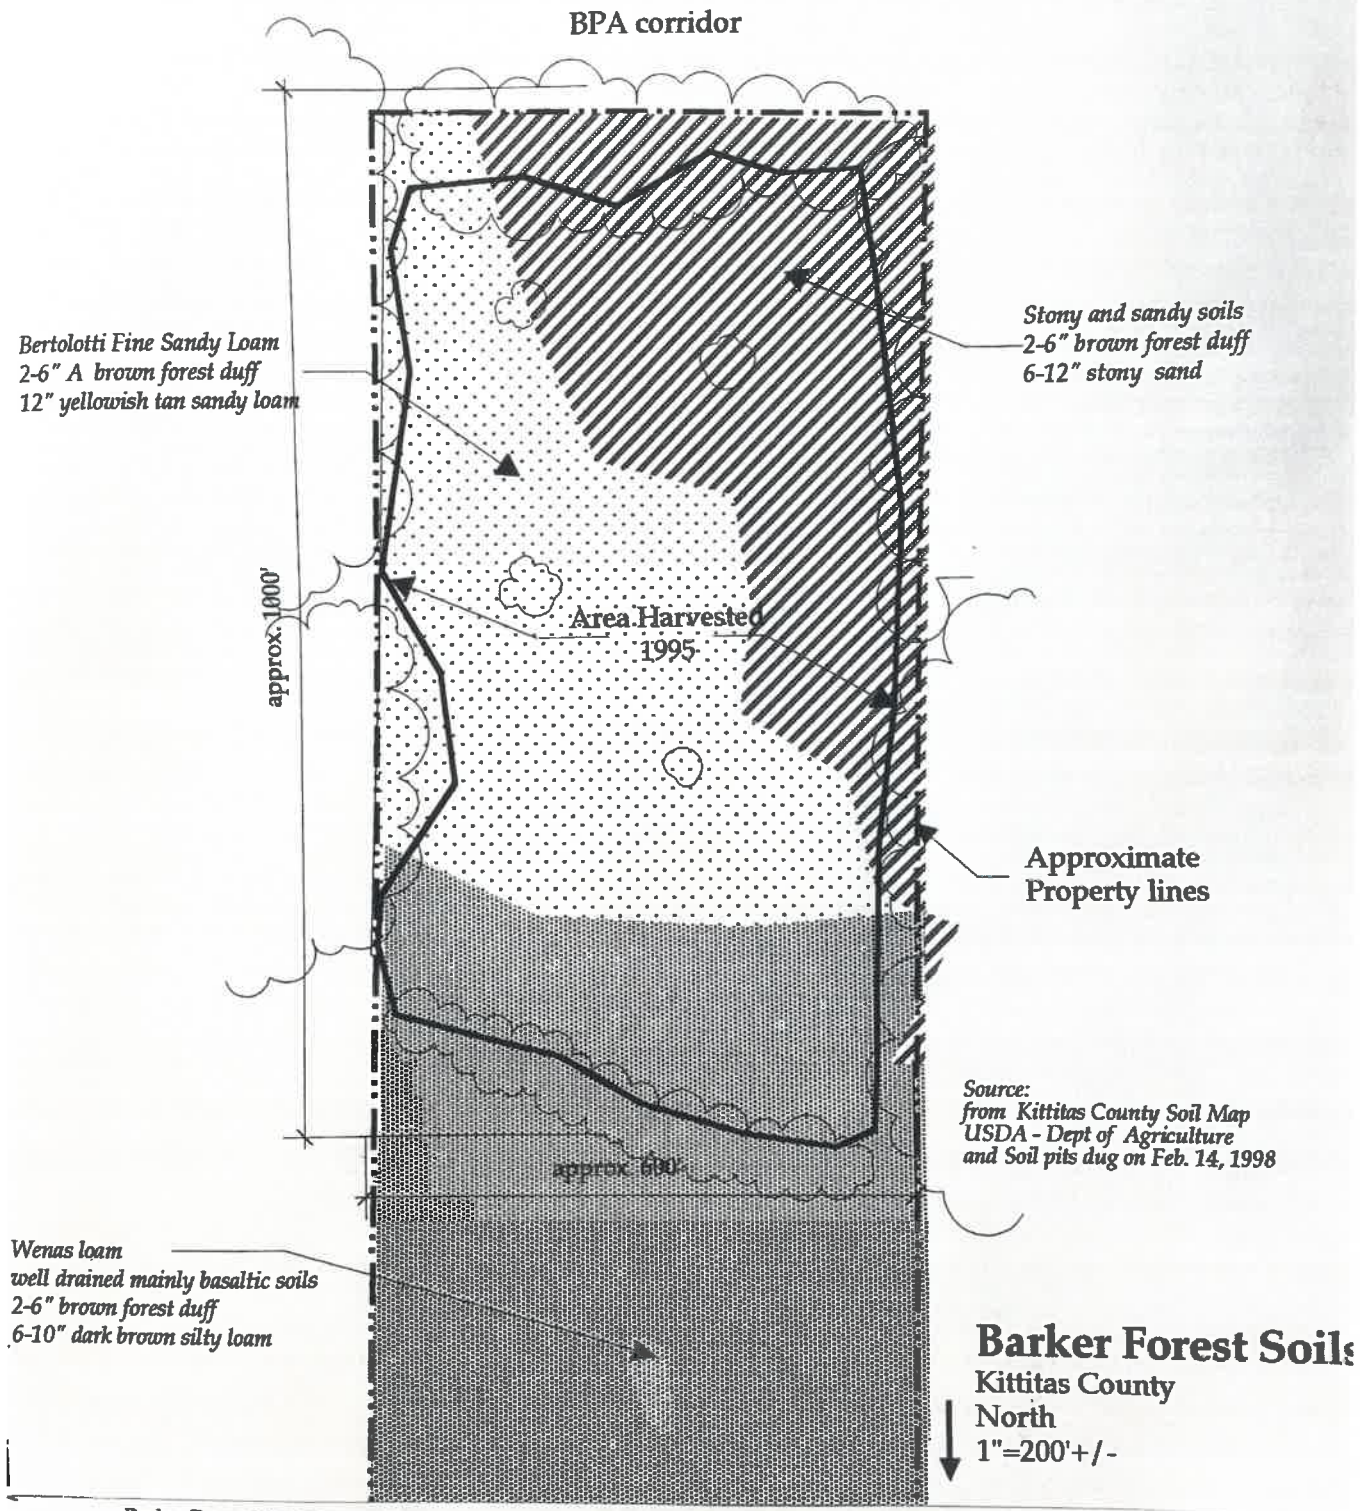 BPA corridor
Stony and sandy soils
2-6" brown forest duff
6-12" stony sand
Bertolotti Fine Sandy Loam
2-6" A brown forest duff
12" yellowish tan sandy loam
approx. 1000'
Area Harvested
1995
Approximate
Property lines
Source:
from Kittitas County Soil Map
USDA - Dept of Agriculture
and Soil pits dug on Feb. 14, 1998
approx. 600'
Wenas loam
well drained mainly basaltic soils
2-6" brown forest duff
6-10" dark brown silty loam
Barker Forest Soils
Kittitas County
North
1"=200'+/-